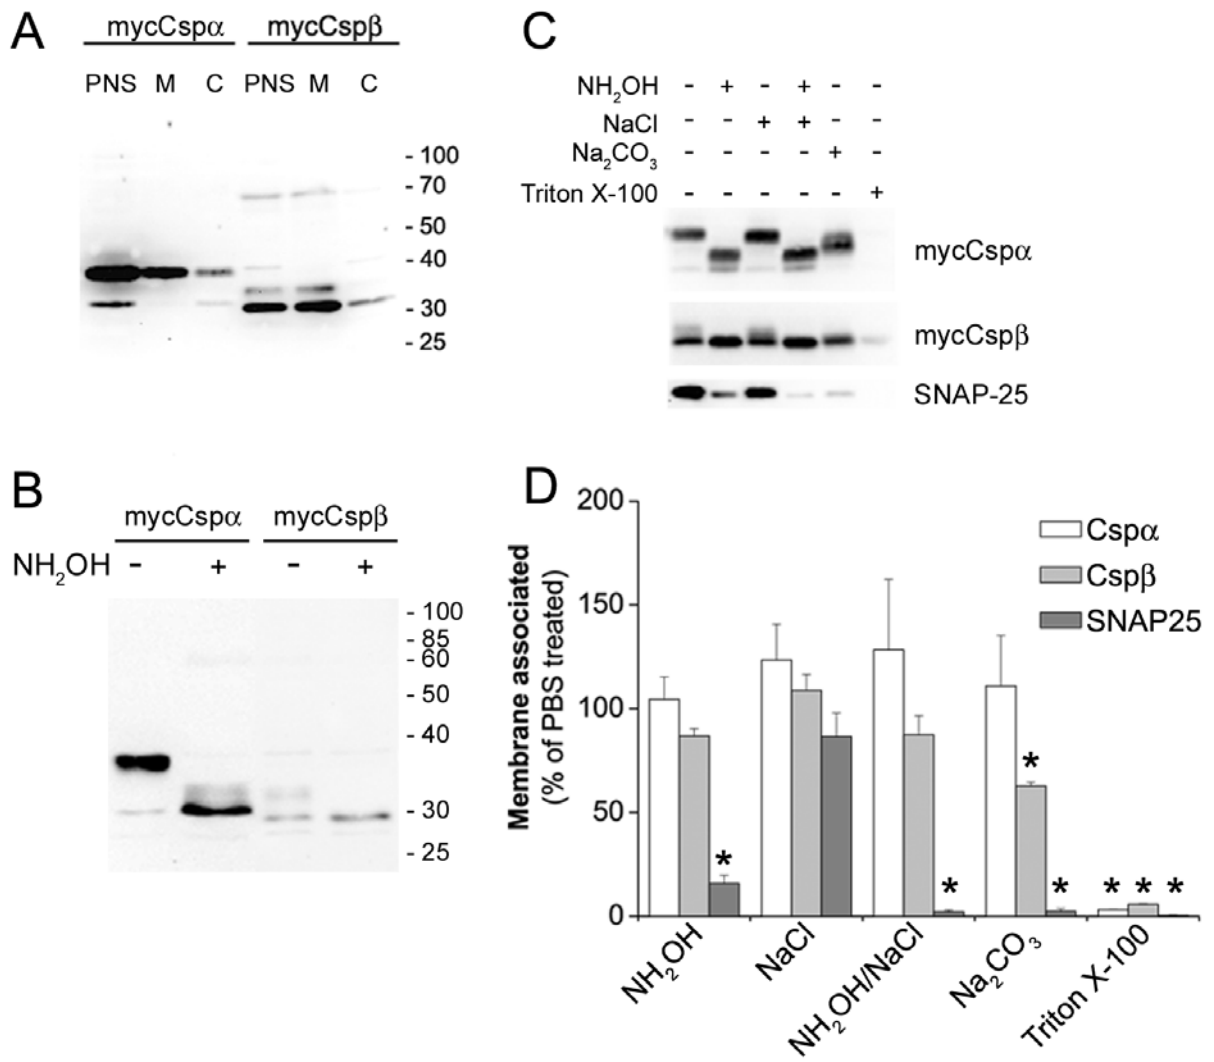 A
mycCspα mycCspβ
PNS M C PNS M C
- 100
- 70
- 50
- 40
- 30
- 25
B
mycCspα mycCspβ
NH₂OH - + - +
- 100
- 85
- 60
- 50
- 40
- 30
- 25
C
NH₂OH - + - + - -
NaCl - - + + - -
Na₂CO₃ - - - - + -
Triton X-100 - - - - - +
mycCspα
mycCspβ
SNAP-25
D
Membrane associated
(% of PBS treated)
200
150
100
50
0
Cspα
Cspβ
SNAP25
*
*
* * * * *
NH₂OH NaCl NH₂OH/NaCl Na₂CO₃ Triton X-100